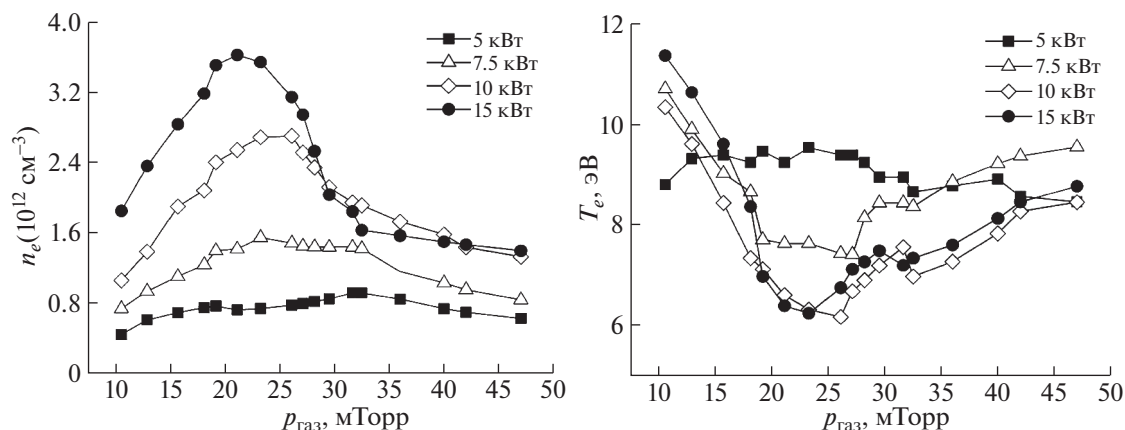 4.0
3.2
2.4
1.6
0.8
0
n_e(10^12 см^−3)
5 кВт
7.5 кВт
10 кВт
15 кВт
10 15 20 25 30 35 40 45 50
p_газ, мТорр
12
10
8
6
T_e, эВ
5 кВт
7.5 кВт
10 кВт
15 кВт
10 15 20 25 30 35 40 45 50
p_газ, мТорр